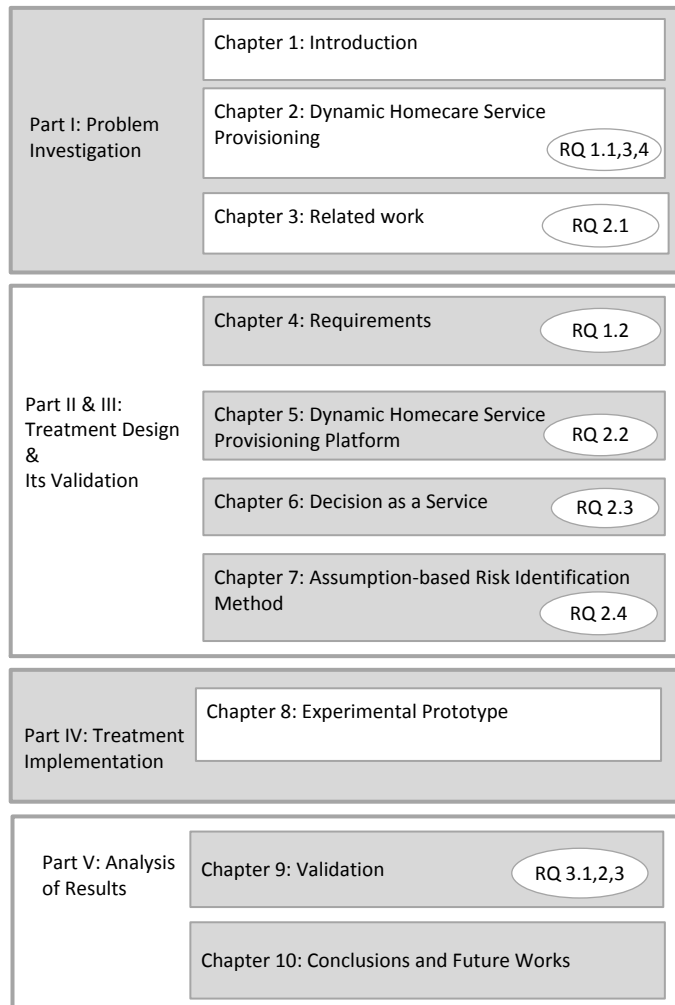 Part I: Problem
Investigation
Chapter 1: Introduction
Chapter 2: Dynamic Homecare Service
Provisioning
RQ 1.1,3,4
Chapter 3: Related work
RQ 2.1
Part II & III:
Treatment Design
&
Its Validation
Chapter 4: Requirements
RQ 1.2
Chapter 5: Dynamic Homecare Service
Provisioning Platform
RQ 2.2
Chapter 6: Decision as a Service
RQ 2.3
Chapter 7: Assumption-based Risk Identification
Method
RQ 2.4
Part IV: Treatment
Implementation
Chapter 8: Experimental Prototype
Part V: Analysis
of Results
Chapter 9: Validation
RQ 3.1,2,3
Chapter 10: Conclusions and Future Works